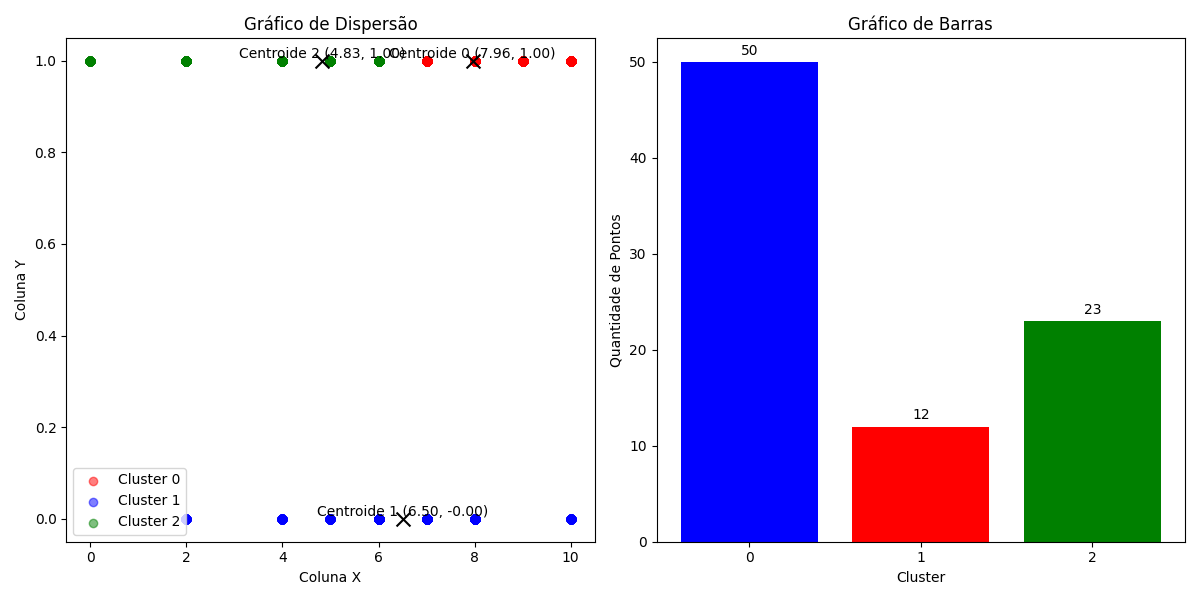 Gráfico de Dispersão
Centroide 2 (4.83, 1.00)
Centroide 0 (7.96, 1.00)
1.0
0.8
0.6
0.4
0.2
0.0
Coluna Y
Centroide 1 (6.50, -0.00)
Cluster 0
Cluster 1
Cluster 2
0 2 4 6 8 10
Coluna X
Gráfico de Barras
50
12
23
50
40
30
20
10
0
Quantidade de Pontos
0 1 2
Cluster